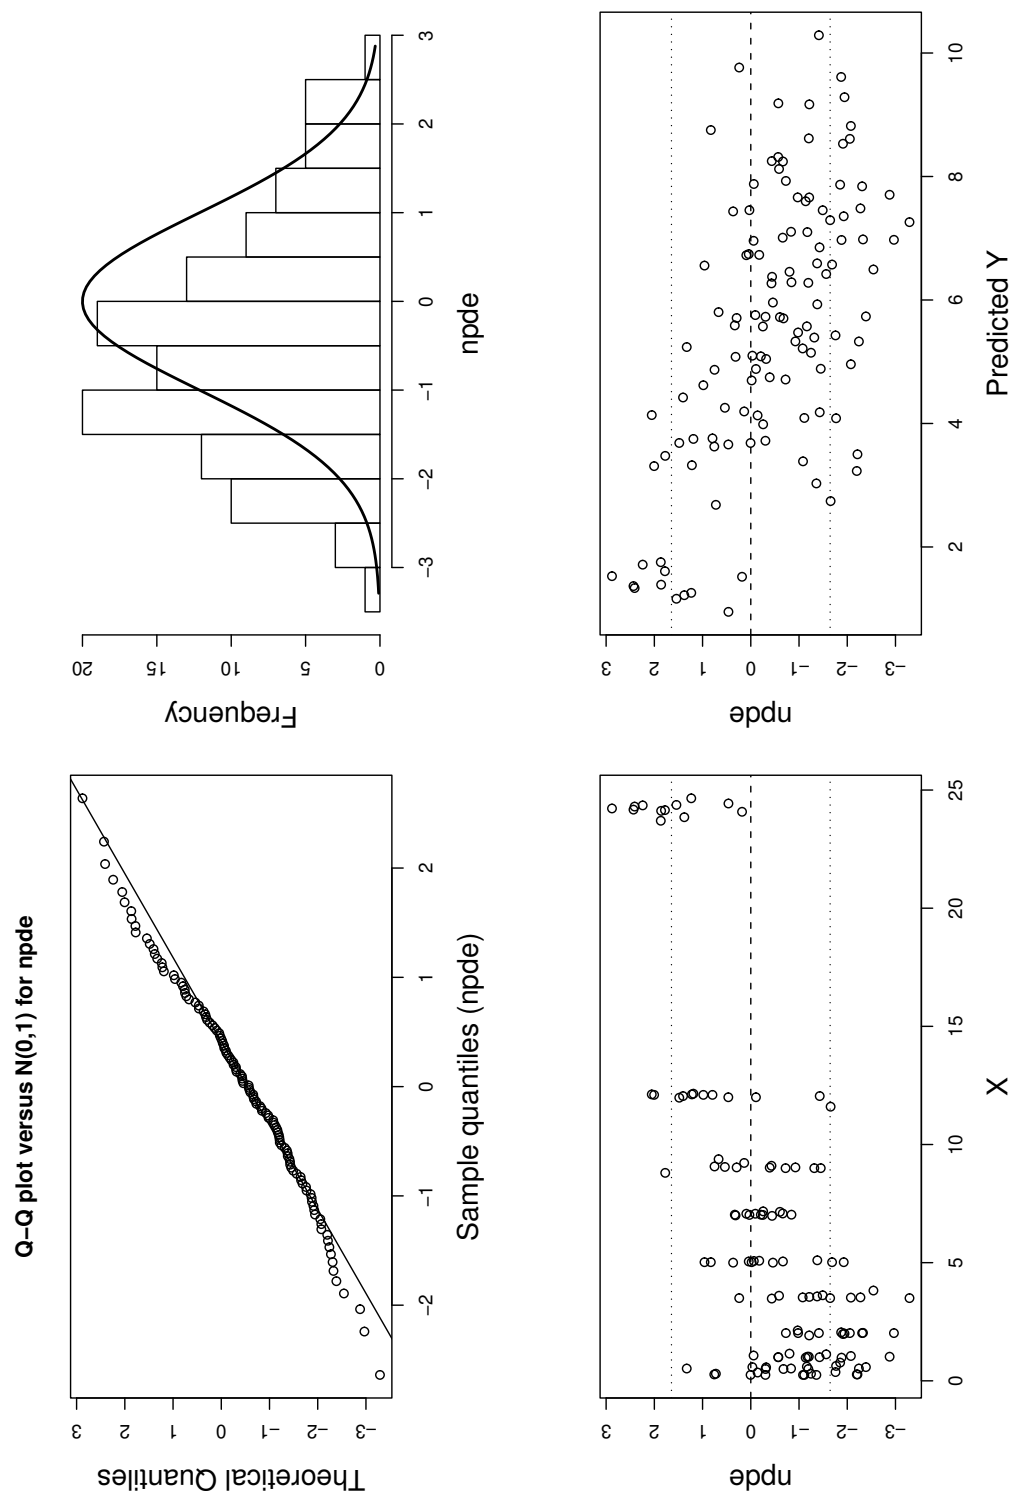 Q−Q plot versus N(0,1) for npde
Theoretical Quantiles
3
2
1
0
−1
−2
−3
−2 −1 0 1 2
Sample quantiles (npde)
Frequency
20
15
10
5
0
−3 −2 −1 0 1 2 3
npde
npde
3
2
1
0
−1
−2
−3
0 5 10 15 20 25
X
npde
3
2
1
0
−1
−2
−3
2 4 6 8 10
Predicted Y